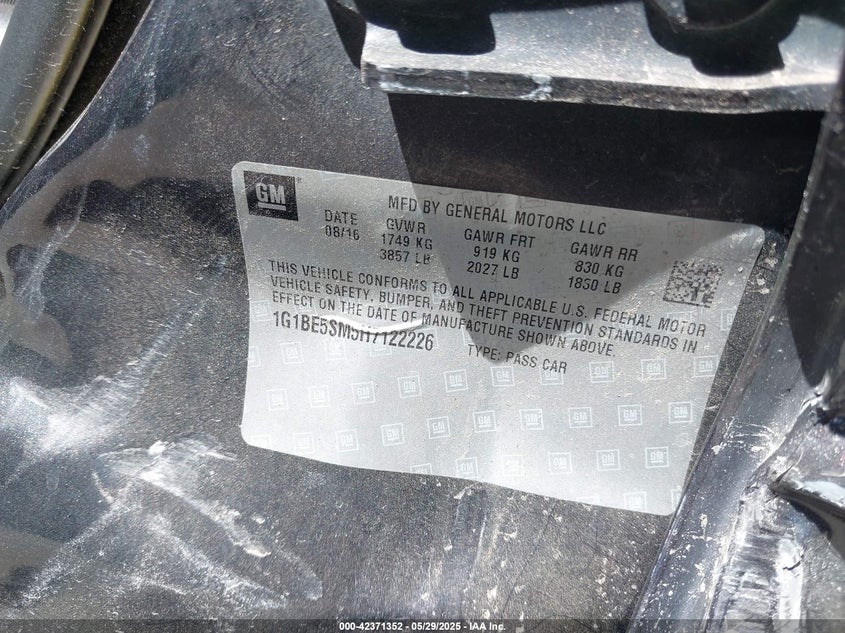 GM
MFD BY GENERAL MOTORS LLC
DATE GVWR GAWR FRT GAWR RR
08/16 1749 KG 919 KG 830 KG
3857 LB 2027 LB 1830 LB
THIS VEHICLE CONFORMS TO ALL APPLICABLE U.S. FEDERAL MOTOR
VEHICLE SAFETY, BUMPER, AND THEFT PREVENTION STANDARDS IN
EFFECT ON THE DATE OF MANUFACTURE SHOWN ABOVE.
1G1BE5SM5H7122226 TYPE: PASS CAR
000-42371352 - 05/29/2025 - IAA Inc.